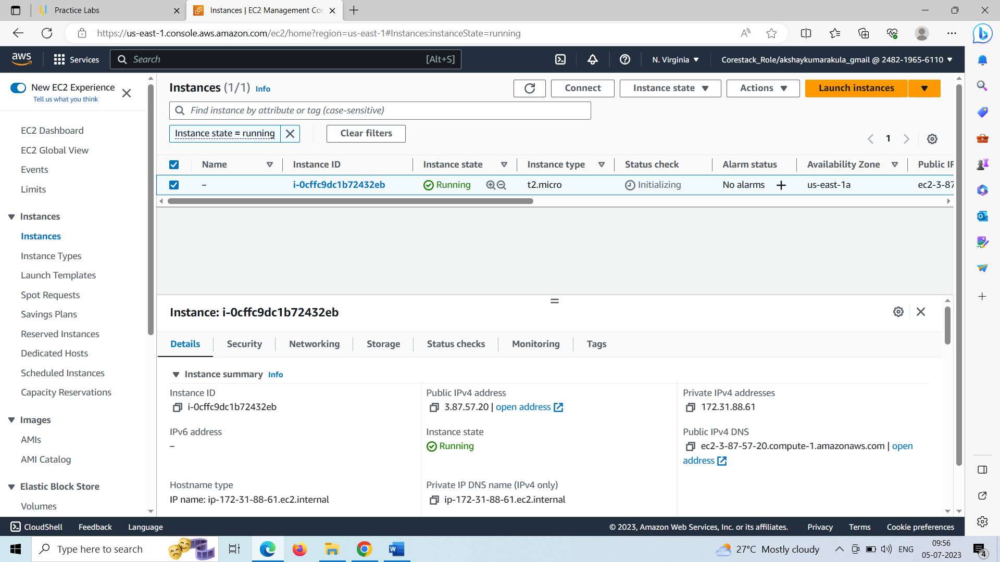 Practice Labs
Instances | EC2 Management Co
https://us-east-1.console.aws.amazon.com/ec2/home?region=us-east-1#Instances:instanceState=running
aws
Services
Search
[Alt+S]
N. Virginia
Corestack_Role/akshaykumarakula_gmail @ 2482-1965-6110
New EC2 Experience
Tell us what you think
EC2 Dashboard
EC2 Global View
Events
Limits
Instances
Instances
Instance Types
Launch Templates
Spot Requests
Savings Plans
Reserved Instances
Dedicated Hosts
Scheduled Instances
Capacity Reservations
Images
AMIs
AMI Catalog
Elastic Block Store
Volumes
Instances (1/1) Info
Connect
Instance state
Actions
Launch instances
Find instance by attribute or tag (case-sensitive)
Instance state = running
Clear filters
1
Name Instance ID Instance state Instance type Status check Alarm status Availability Zone Public IP
– i-0cffc9dc1b72432eb Running t2.micro Initializing No alarms + us-east-1a ec2-3-87
Instance: i-0cffc9dc1b72432eb
Details Security Networking Storage Status checks Monitoring Tags
Instance summary Info
Instance ID
i-0cffc9dc1b72432eb
Public IPv4 address
3.87.57.20 | open address
Private IPv4 addresses
172.31.88.61
IPv6 address
–
Instance state
Running
Public IPv4 DNS
ec2-3-87-57-20.compute-1.amazonaws.com | open
address
Hostname type
IP name: ip-172-31-88-61.ec2.internal
Private IP DNS name (IPv4 only)
ip-172-31-88-61.ec2.internal
CloudShell Feedback Language
© 2023, Amazon Web Services, Inc. or its affiliates. Privacy Terms Cookie preferences
Type here to search
27°C Mostly cloudy
ENG
09:56
05-07-2023
4